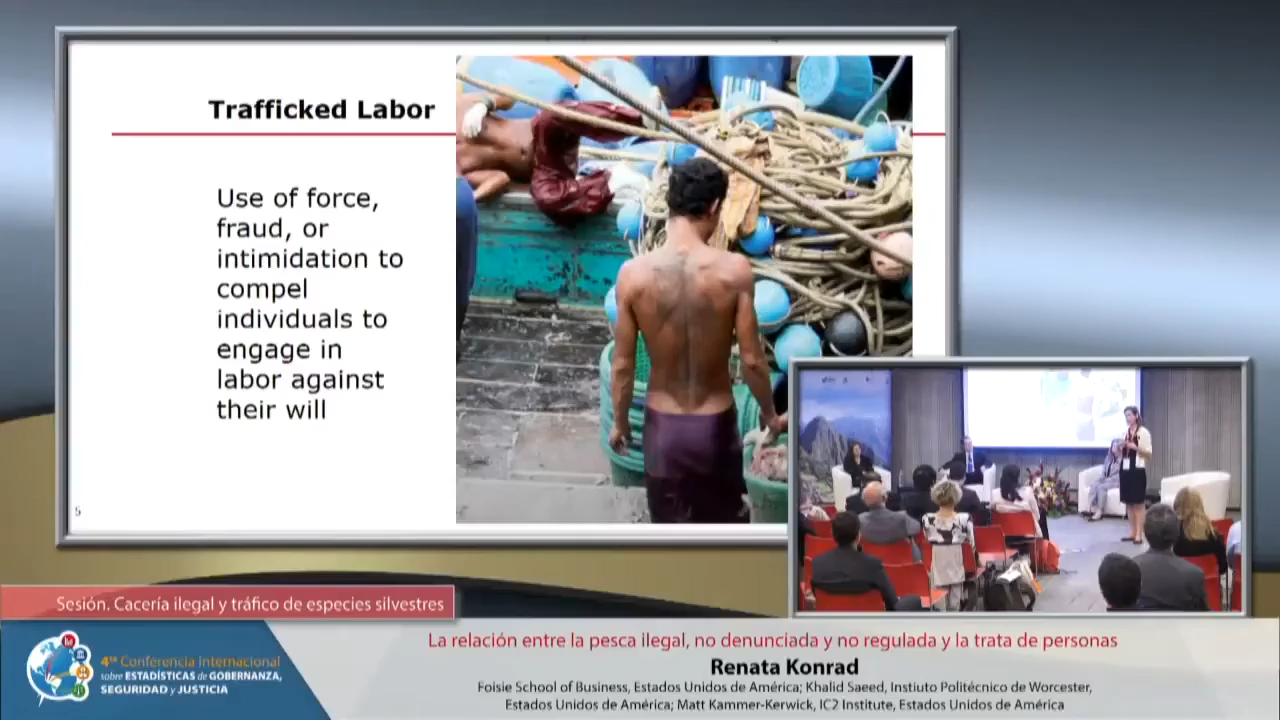 Trafficked Labor
Use of force,
fraud, or
intimidation to
compel
individuals to
engage in
labor against
their will
5
Sesión. Cacería ilegal y tráfico de especies silvestres
4ta Conferencia Internacional
sobre ESTADÍSTICAS de GOBERNANZA,
SEGURIDAD y JUSTICIA
La relación entre la pesca ilegal, no denunciada y no regulada y la trata de personas
Renata Konrad
Foisie School of Business, Estados Unidos de América; Khalid Saeed, Instiuto Politécnico de Worcester,
Estados Unidos de América; Matt Kammer-Kerwick, IC2 Institute, Estados Unidos de América